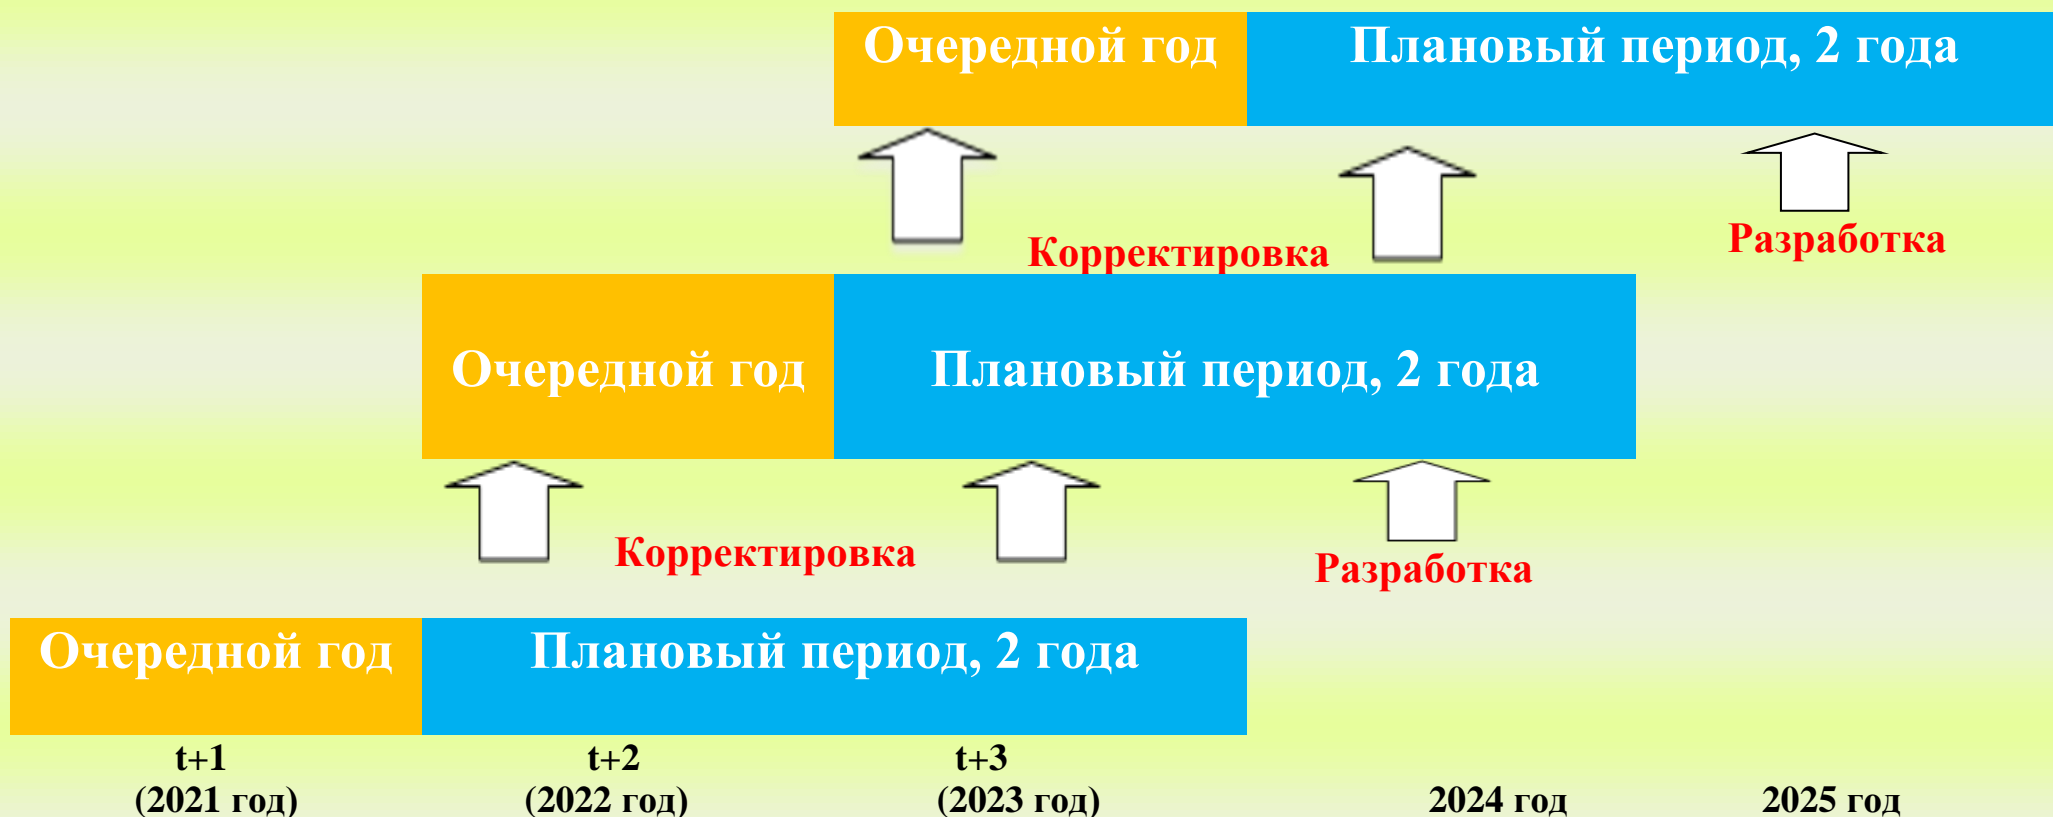 Очередной год
Плановый период, 2 года
Разработка
Корректировка
Очередной год
Плановый период, 2 года
Корректировка
Разработка
Очередной год
Плановый период, 2 года
t+1
(2021 год)
t+2
(2022 год)
t+3
(2023 год)
2024 год
2025 год